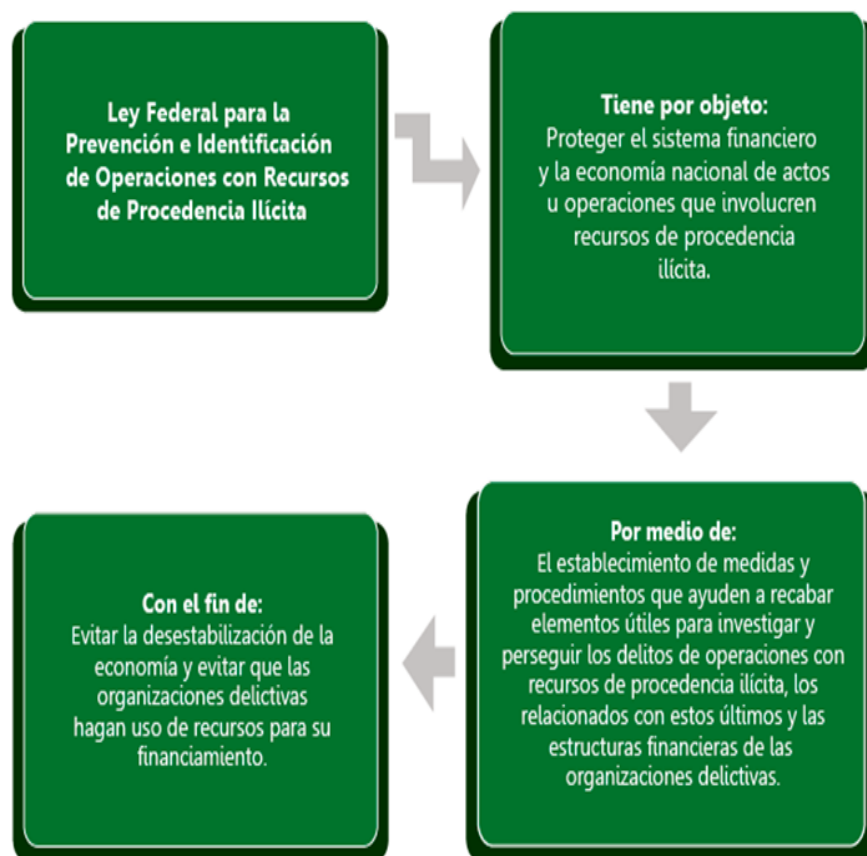 Ley Federal para la
Prevención e Identificación
de Operaciones con Recursos
de Procedencia Ilícita
Tiene por objeto:
Proteger el sistema financiero
y la economía nacional de actos
u operaciones que involucren
recursos de procedencia
ilícita.
Por medio de:
El establecimiento de medidas y
procedimientos que ayuden a recabar
elementos útiles para investigar y
perseguir los delitos de operaciones con
recursos de procedencia ilícita, los
relacionados con estos últimos y las
estructuras financieras de las
organizaciones delictivas.
Con el fin de:
Evitar la desestabilización de la
economía y evitar que las
organizaciones delictivas
hagan uso de recursos para su
financiamiento.